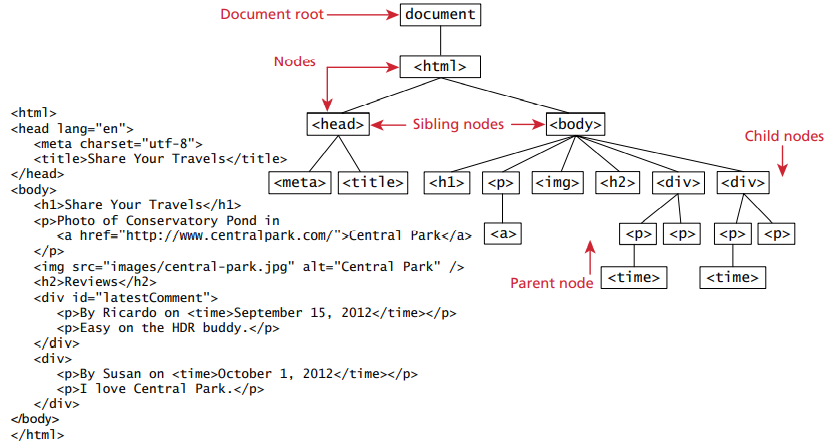 Document root
document
Nodes
<html>
<head>
Sibling nodes
<body>
Child nodes
<meta>
<title>
<h1>
<p>
<img>
<h2>
<div>
<div>
<a>
<p>
<p>
<p>
<p>
Parent node
<time>
<time>
<html>
<head lang="en">
<meta charset="utf-8">
<title>Share Your Travels</title>
</head>
<body>
<h1>Share Your Travels</h1>
<p>Photo of Conservatory Pond in
<a href="http://www.centralpark.com/">Central Park</a>
</p>
<img src="images/central-park.jpg" alt="Central Park" />
<h2>Reviews</h2>
<div id="latestComment">
<p>By Ricardo on <time>September 15, 2012</time></p>
<p>Easy on the HDR buddy.</p>
</div>
<div>
<p>By Susan on <time>October 1, 2012</time></p>
<p>I love Central Park.</p>
</div>
</body>
</html>